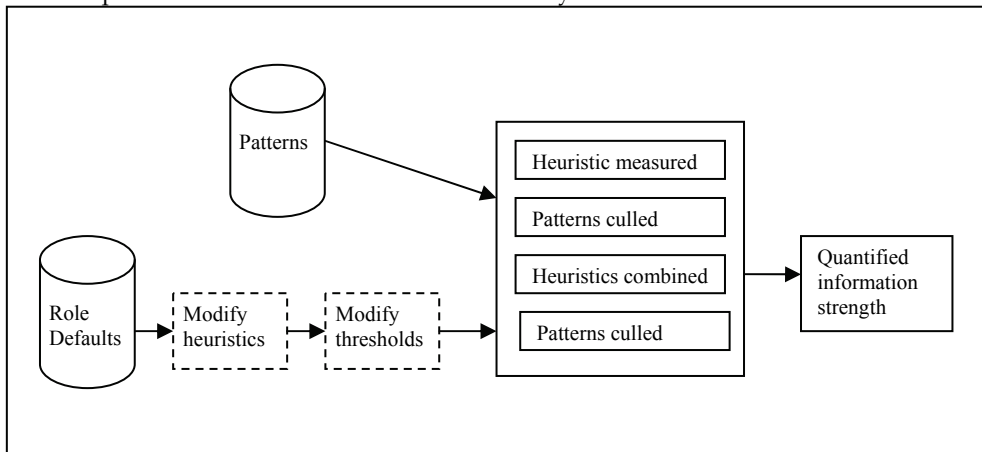 Patterns
Heuristic measured
Patterns culled
Heuristics combined
Patterns culled
Quantified
information
strength
Role
Defaults
Modify
heuristics
Modify
thresholds